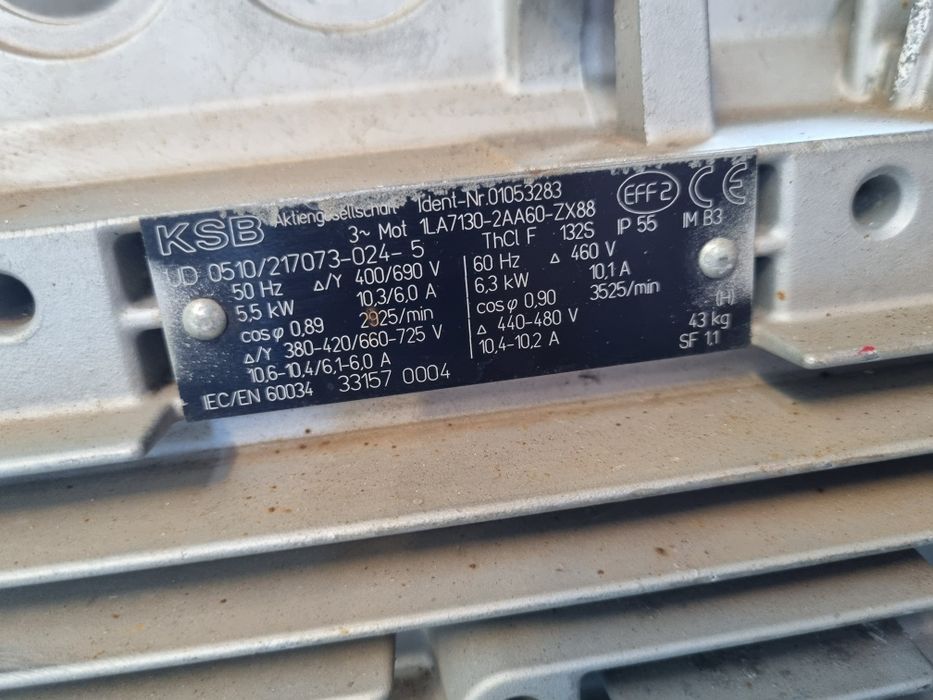 KSB Aktiengesellschaft Ident-Nr.01053283 EFF2 CE
3~ Mot 1LA7130-2AA60-ZX88 IP 55 IM B3
UD 0510/217073-024-5 ThCl F 132S
50 Hz Δ/Y 400/690 V 60 Hz Δ 460 V
5.5 kW 10,3/6,0 A 6,3 kW 10,1 A
cos φ 0,89 2925/min cos φ 0,90 3525/min (H)
Δ/Y 380-420/660-725 V Δ 440-480 V 43 kg
10,6-10,4/6,1-6,0 A 10,4-10,2 A SF 1,1
IEC/EN 60034 33157 0004